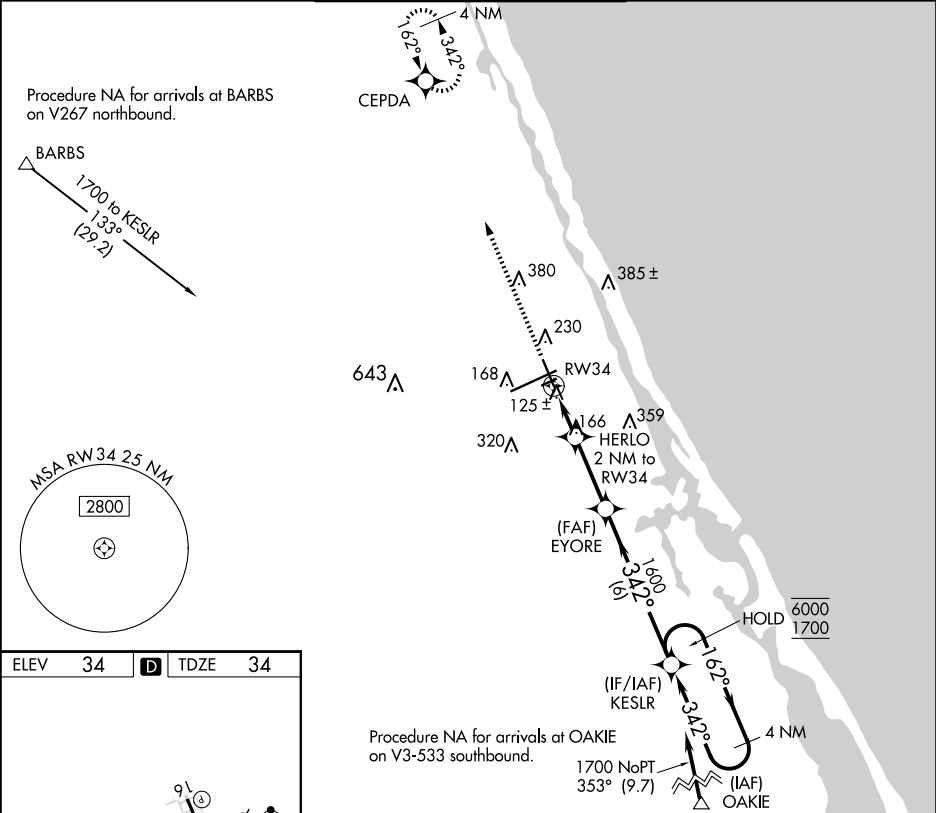 4 NM
162°
342°
CEPDA
Procedure NA for arrivals at BARBS
on V267 northbound.
BARBS
1700 to KESLR
133°
(29.2)
380
385 ±
230
RW34
643
168
125 ±
166
359
320
HERLO
2 NM to
RW34
MSA RW34 25 NM
2800
(FAF)
EYORE
1600
342°
(6)
HOLD
6000
1700
162°
(IF/IAF)
KESLR
342°
4 NM
Procedure NA for arrivals at OAKIE
on V3-533 southbound.
1700 NoPT
353° (9.7)
(IAF)
OAKIE
ELEV 34 D TDZE 34
16
P